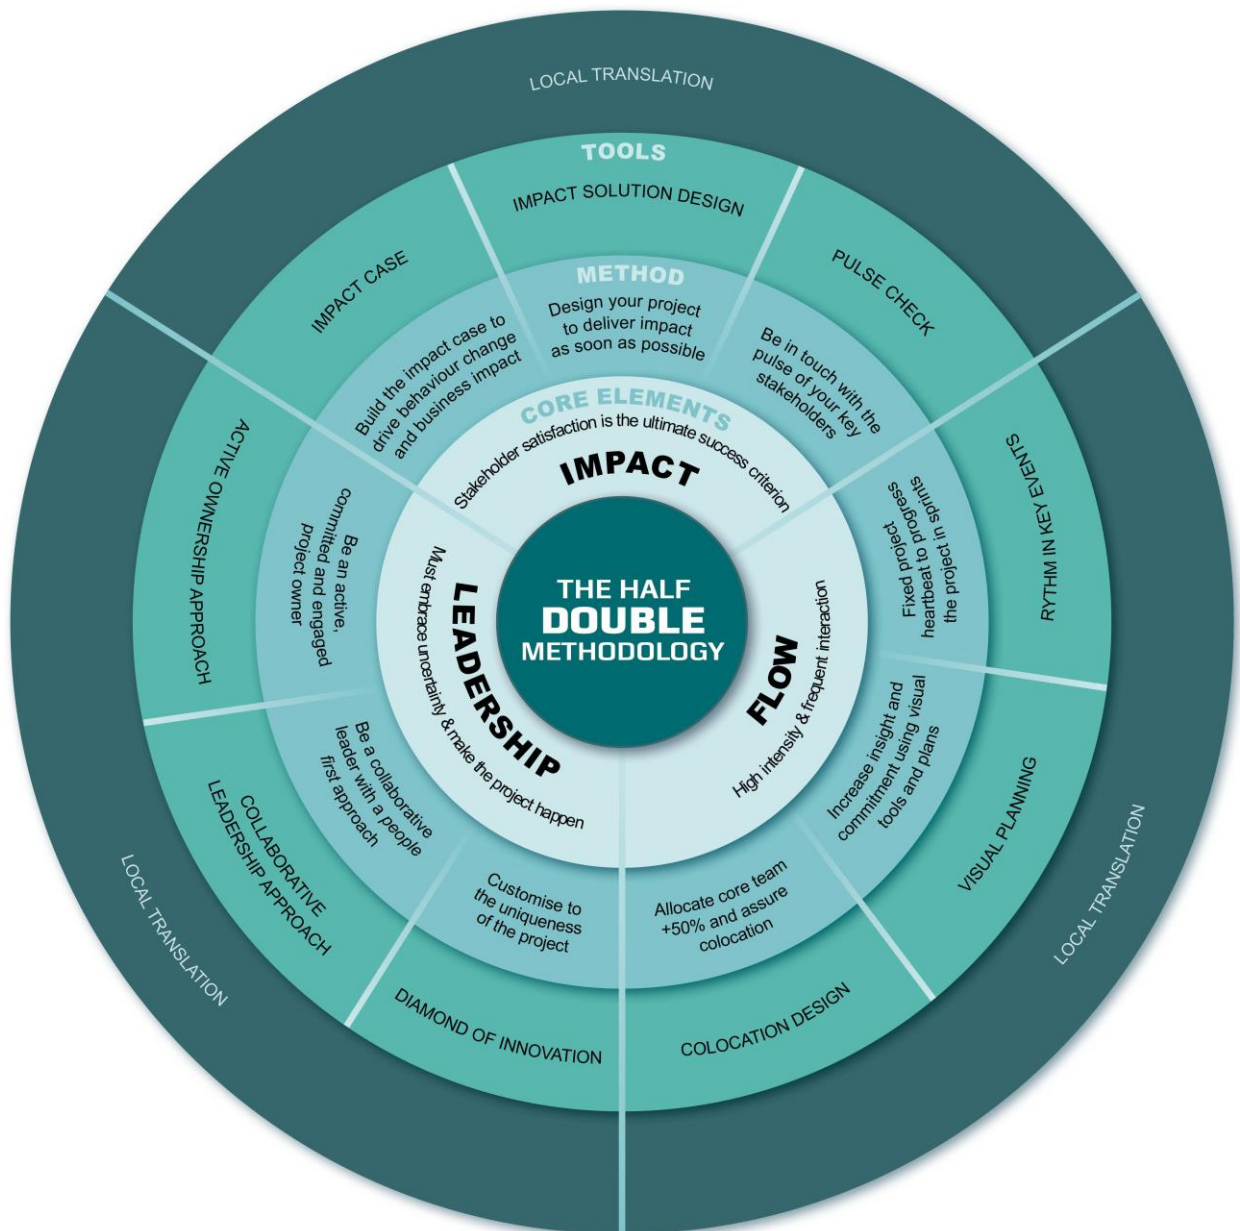 LOCAL TRANSLATION
TOOLS
IMPACT SOLUTION DESIGN
METHOD
Design your project
to deliver impact
as soon as possible
PULSE CHECK
Be in touch with the
pulse of your key
stakeholders
IMPACT CASE
Build the impact case to
drive behaviour change
and business impact
CORE ELEMENTS
Stakeholder satisfaction is the ultimate success criterion
IMPACT
THE HALF
DOUBLE
METHODOLOGY
RYTHM IN KEY EVENTS
Fixed project
heartbeat to progress
the project in sprints
FLOW
High intensity & frequent interaction
VISUAL PLANNING
Increase insight and
commitment using visual
tools and plans
COLOCATION DESIGN
Allocate core team
+50% and assure
colocation
LOCAL TRANSLATION
LEADERSHIP
Must embrace uncertainty & make the project happen
DIAMOND OF INNOVATION
Customise to
the uniqueness
of the project
COLLABORATIVE
LEADERSHIP APPROACH
Be a collaborative
leader with a people
first approach
ACTIVE OWNERSHIP APPROACH
Be an active,
committed and engaged
project owner
LOCAL TRANSLATION